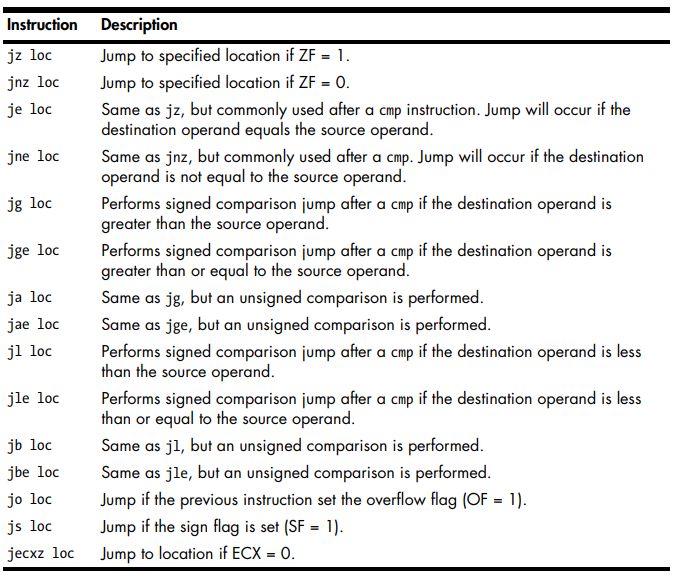 Instruction Description
jz loc Jump to specified location if ZF = 1.
jnz loc Jump to specified location if ZF = 0.
je loc Same as jz, but commonly used after a cmp instruction. Jump will occur if the
destination operand equals the source operand.
jne loc Same as jnz, but commonly used after a cmp. Jump will occur if the destination
operand is not equal to the source operand.
jg loc Performs signed comparison jump after a cmp if the destination operand is
greater than the source operand.
jge loc Performs signed comparison jump after a cmp if the destination operand is
greater than or equal to the source operand.
ja loc Same as jg, but an unsigned comparison is performed.
jae loc Same as jge, but an unsigned comparison is performed.
jl loc Performs signed comparison jump after a cmp if the destination operand is less
than the source operand.
jle loc Performs signed comparison jump after a cmp if the destination operand is less
than or equal to the source operand.
jb loc Same as jl, but an unsigned comparison is performed.
jbe loc Same as jle, but an unsigned comparison is performed.
jo loc Jump if the previous instruction set the overflow flag (OF = 1).
js loc Jump if the sign flag is set (SF = 1).
jecxz loc Jump to location if ECX = 0.